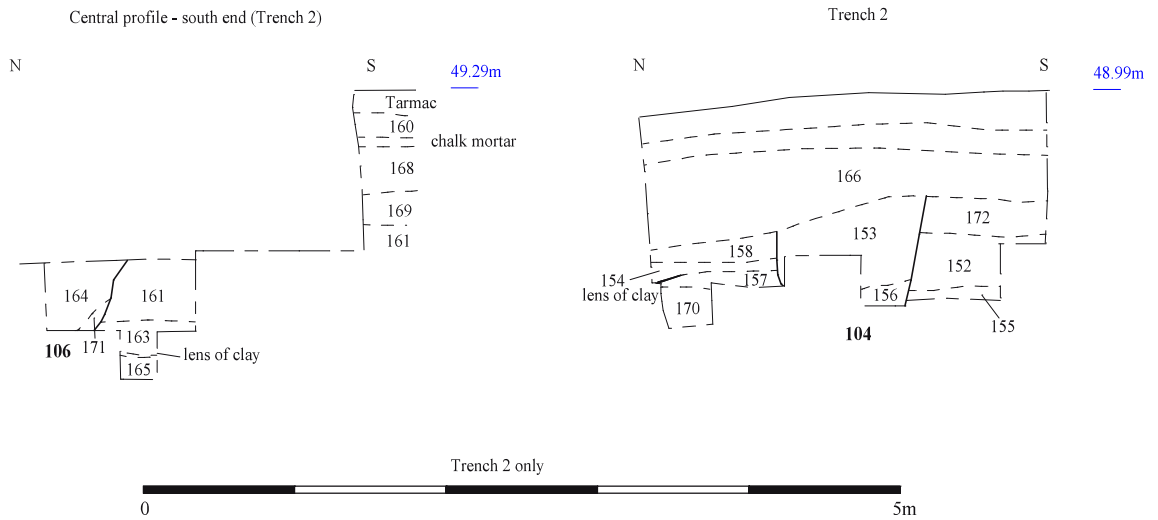 Central profile - south end (Trench 2)
N
S
49.29m
Tarmac
160
chalk mortar
168
169
161
164
161
106
171
163
lens of clay
165
Trench 2
N
S
48.99m
166
172
158
153
154
157
152
lens of clay
170
156
104
155
Trench 2 only
0
5m